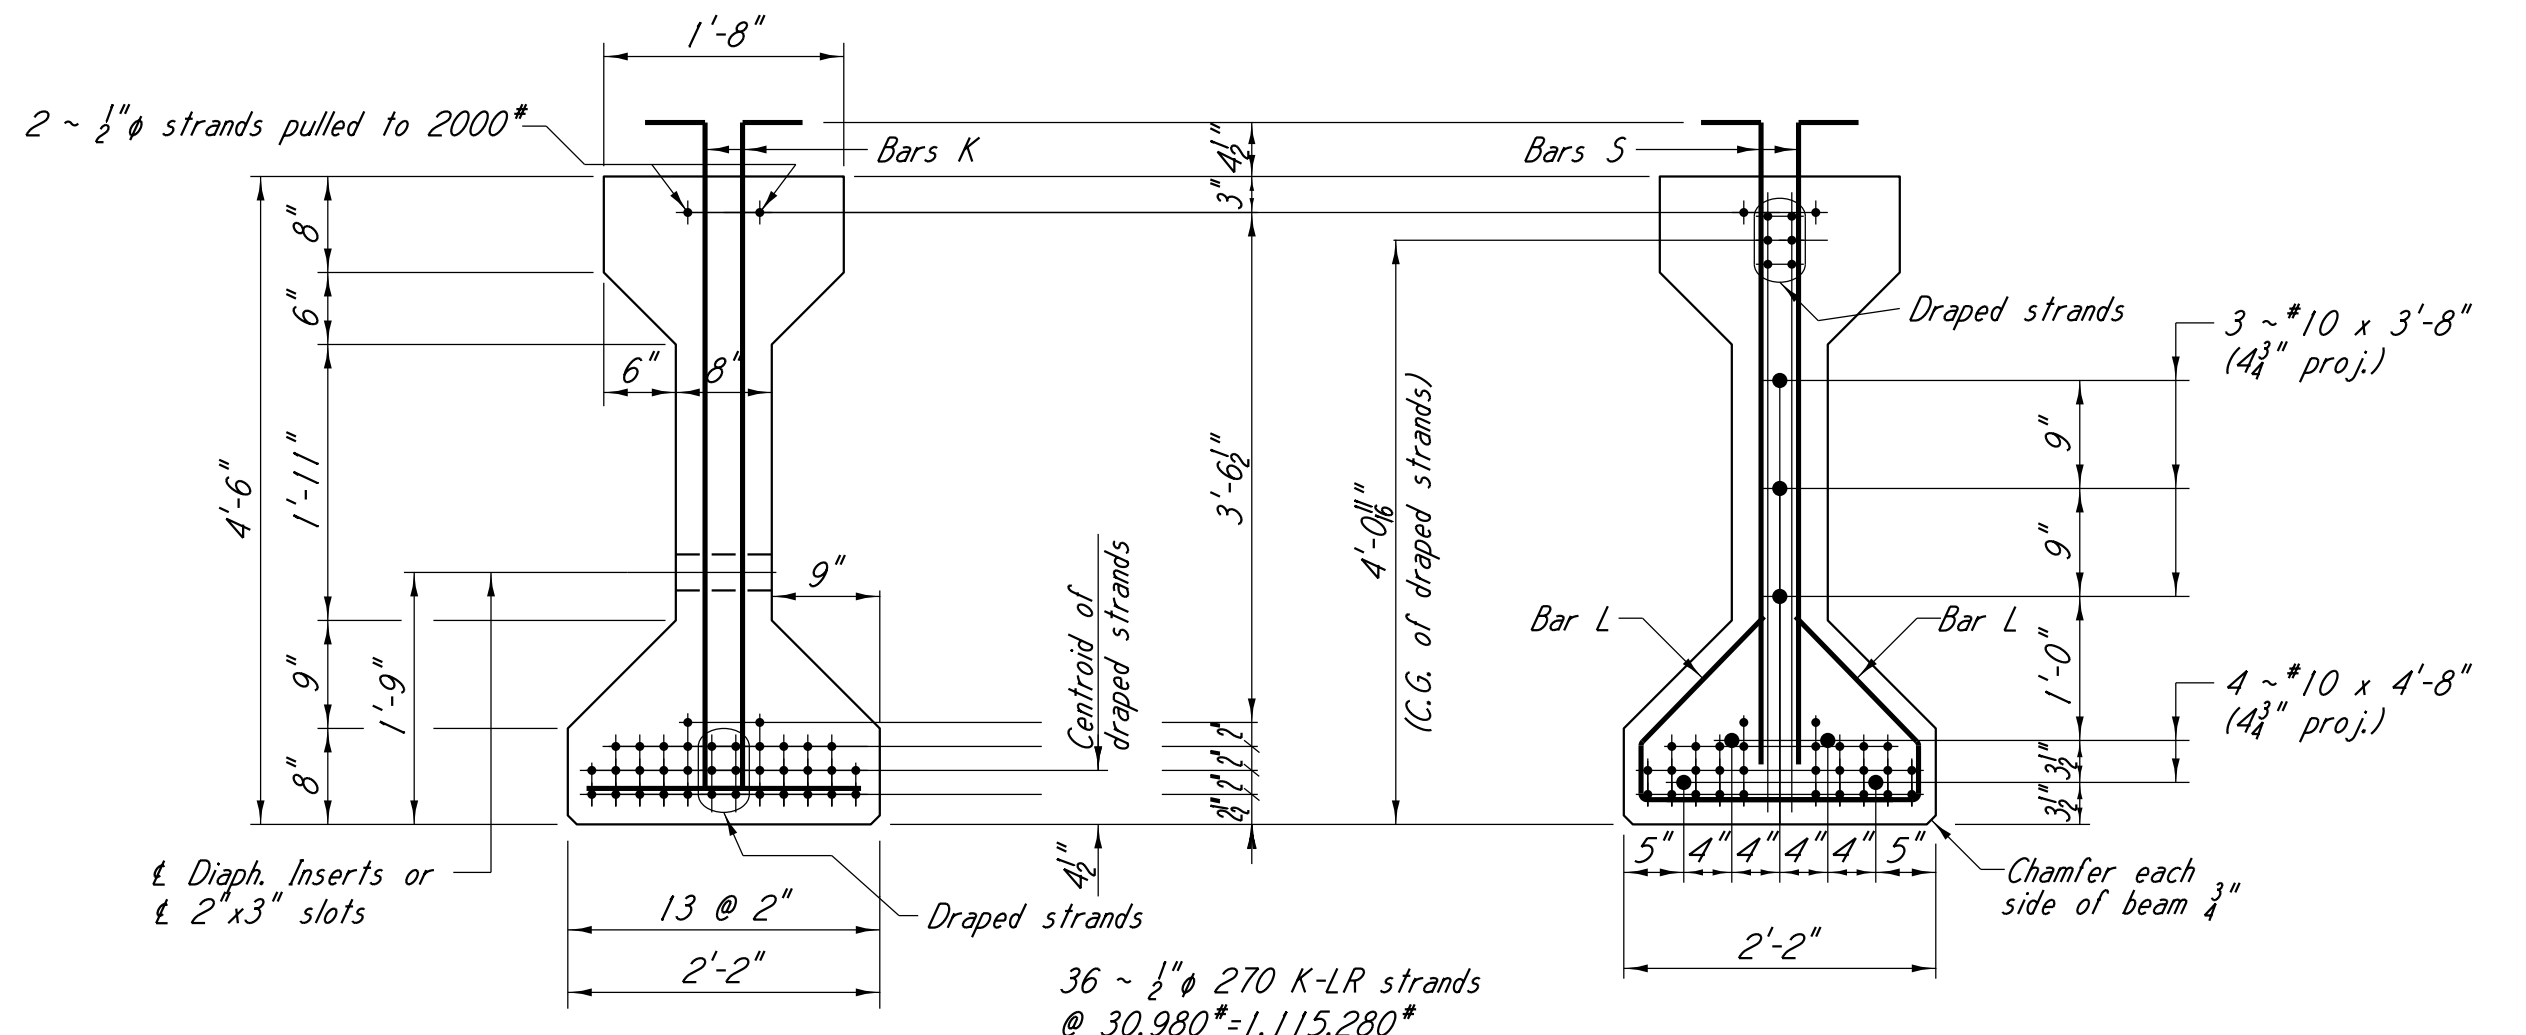 1'-8"
2 ~ 1/2"ø strands pulled to 2000#
Bars K
4 1/2"
3"
Bars S
8"
6"
6"
8"
1'-11"
4'-6"
9"
8"
1'-9"
9"
3'-6 1/2"
Centroid of
draped strands
2"
2"
2"
2 1/2"
4 1/2"
4'-0 11/16"
(C.G. of draped strands)
Draped strands
3 ~ #10 x 3'-8"
(4 3/4" proj.)
9"
9"
1'-0"
Bar L
Bar L
4 ~ #10 x 4'-8"
(4 3/4" proj.)
3 1/2"
3 1/2"
5" 4" 4" 4" 4" 5"
℄ Diaph. Inserts or
℄ 2"x3" slots
13 @ 2"
2'-2"
Draped strands
Chamfer each
side of beam 3/4"
2'-2"
36 ~ 1/2"ø 270 K-LR strands
@ 30,980#=1,115,280#